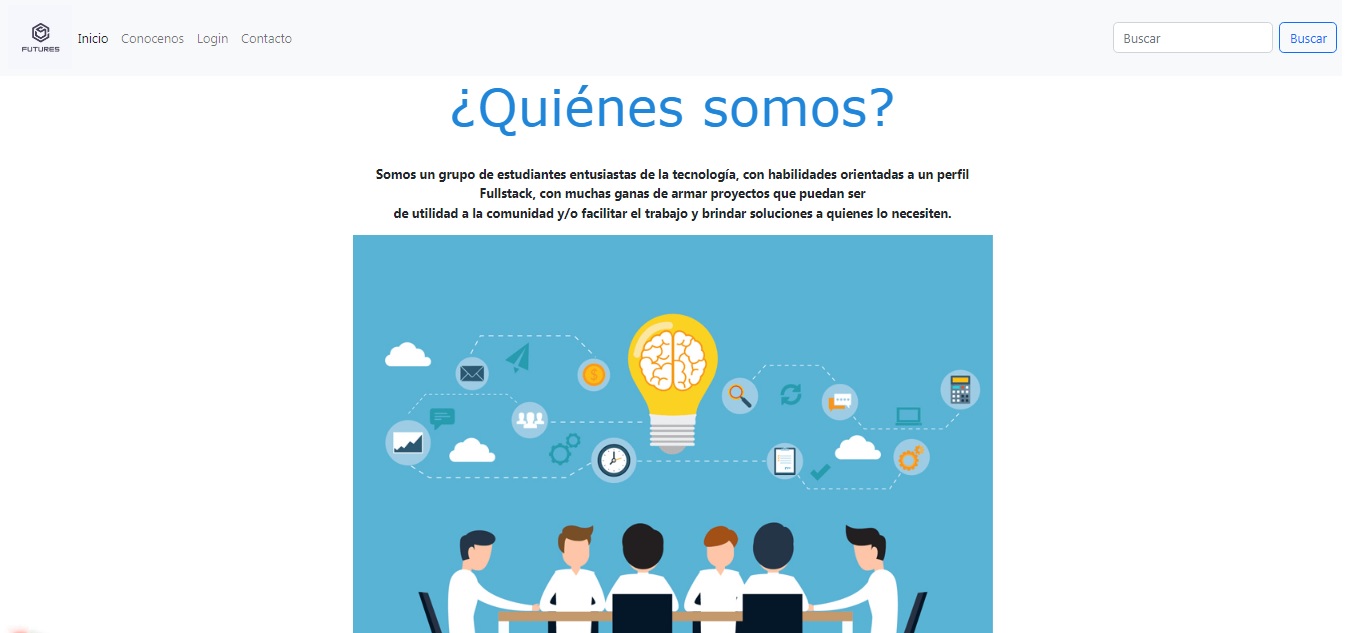 FUTURES
Inicio Conocenos Login Contacto
Buscar Buscar
¿Quiénes somos?
Somos un grupo de estudiantes entusiastas de la tecnología, con habilidades orientadas a un perfil
Fullstack, con muchas ganas de armar proyectos que puedan ser
de utilidad a la comunidad y/o facilitar el trabajo y brindar soluciones a quienes lo necesiten.
$